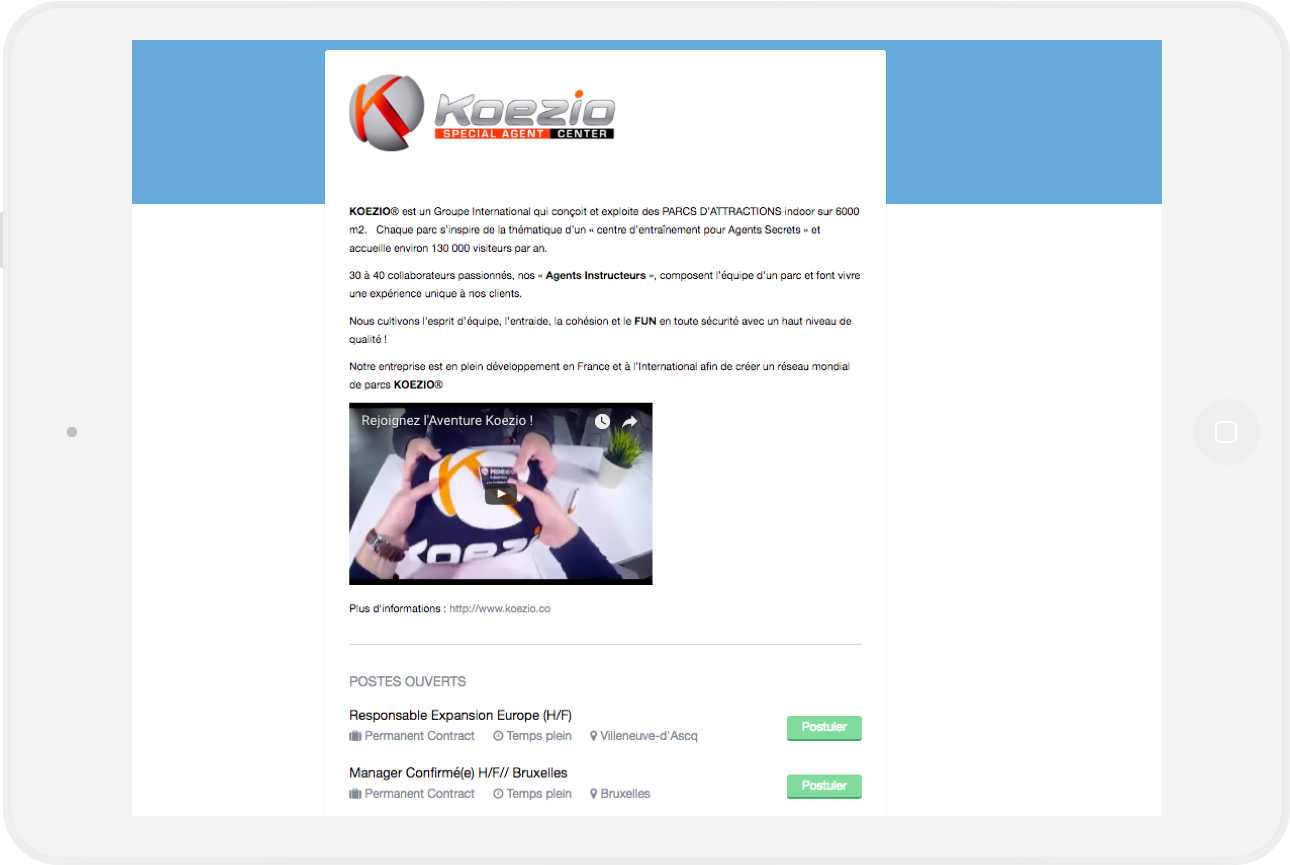 Koezio
SPECIAL AGENT CENTER
KOEZIO® est un Groupe International qui conçoit et exploite des PARCS D'ATTRACTIONS indoor sur 6000
m2.   Chaque parc s'inspire de la thématique d'un « centre d'entraînement pour Agents Secrets » et
accueille environ 130 000 visiteurs par an.
30 à 40 collaborateurs passionnés, nos « Agents Instructeurs », composent l'équipe d'un parc et font vivre
une expérience unique à nos clients.
Nous cultivons l'esprit d'équipe, l'entraide, la cohésion et le FUN en toute sécurité avec un haut niveau de
qualité !
Notre entreprise est en plein développement en France et à l'International afin de créer un réseau mondial
de parcs KOEZIO®
Rejoignez l'Aventure Koezio !
Plus d'informations : http://www.koezio.co
POSTES OUVERTS
Responsable Expansion Europe (H/F)
Permanent Contract Temps plein Villeneuve-d'Ascq
Postuler
Manager Confirmé(e) H/F// Bruxelles
Permanent Contract Temps plein Bruxelles
Postuler